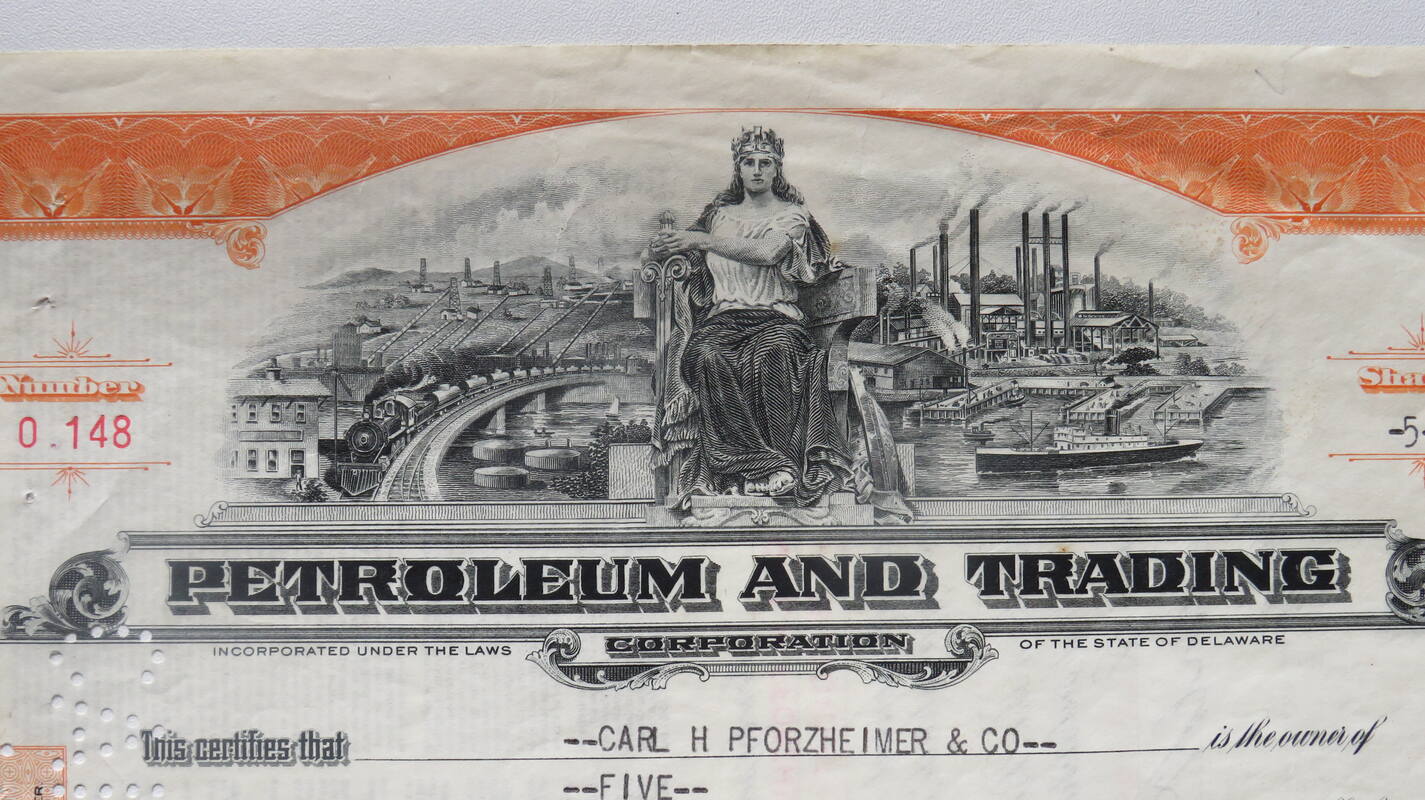 Number
0.148
-5-
PETROLEUM AND TRADING
CORPORATION
INCORPORATED UNDER THE LAWS
OF THE STATE OF DELAWARE
This certifies that
--CARL H PFORZHEIMER & CO--
is the owner of
--FIVE--